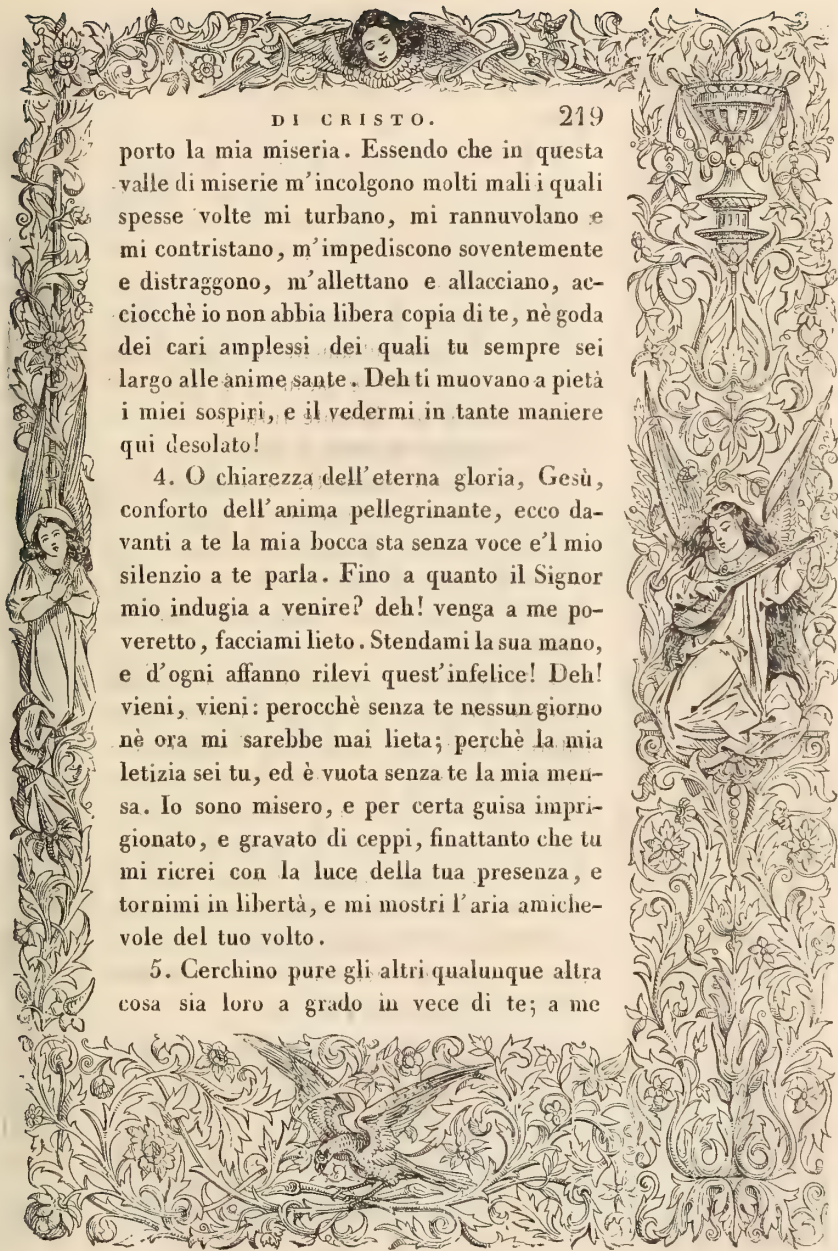 DI CRISTO. 219
porto la mia miseria. Essendo che in questa
valle di miserie m'incolgono molti mali i quali
spesse volte mi turbano, mi rannuvolano e
mi contristano, m'impediscono soventemente
e distraggono, m'allettano e allacciano, ac-
ciocchè io non abbia libera copia di te, nè goda
dei cari amplessi dei quali tu sempre sei
largo alle anime sante. Deh ti muovano a pietà
i miei sospiri, e il vedermi in tante maniere
qui desolato!
4. O chiarezza dell'eterna gloria, Gesù,
conforto dell'anima pellegrinante, ecco da-
vanti a te la mia bocca sta senza voce e'l mio
silenzio a te parla. Fino a quanto il Signor
mio indugia a venire? deh! venga a me po-
veretto, facciami lieto. Stendami la sua mano,
e d'ogni affanno rilevi quest'infelice! Deh!
vieni, vieni: perocchè senza te nessun giorno
nè ora mi sarebbe mai lieta; perchè la mia
letizia sei tu, ed è vuota senza te la mia men-
sa. Io sono misero, e per certa guisa impri-
gionato, e gravato di ceppi, finattanto che tu
mi ricrei con la luce della tua presenza, e
tornimi in libertà, e mi mostri l'aria amiche-
vole del tuo volto.
5. Cerchino pure gli altri qualunque altra
cosa sia loro a grado in vece di te; a me